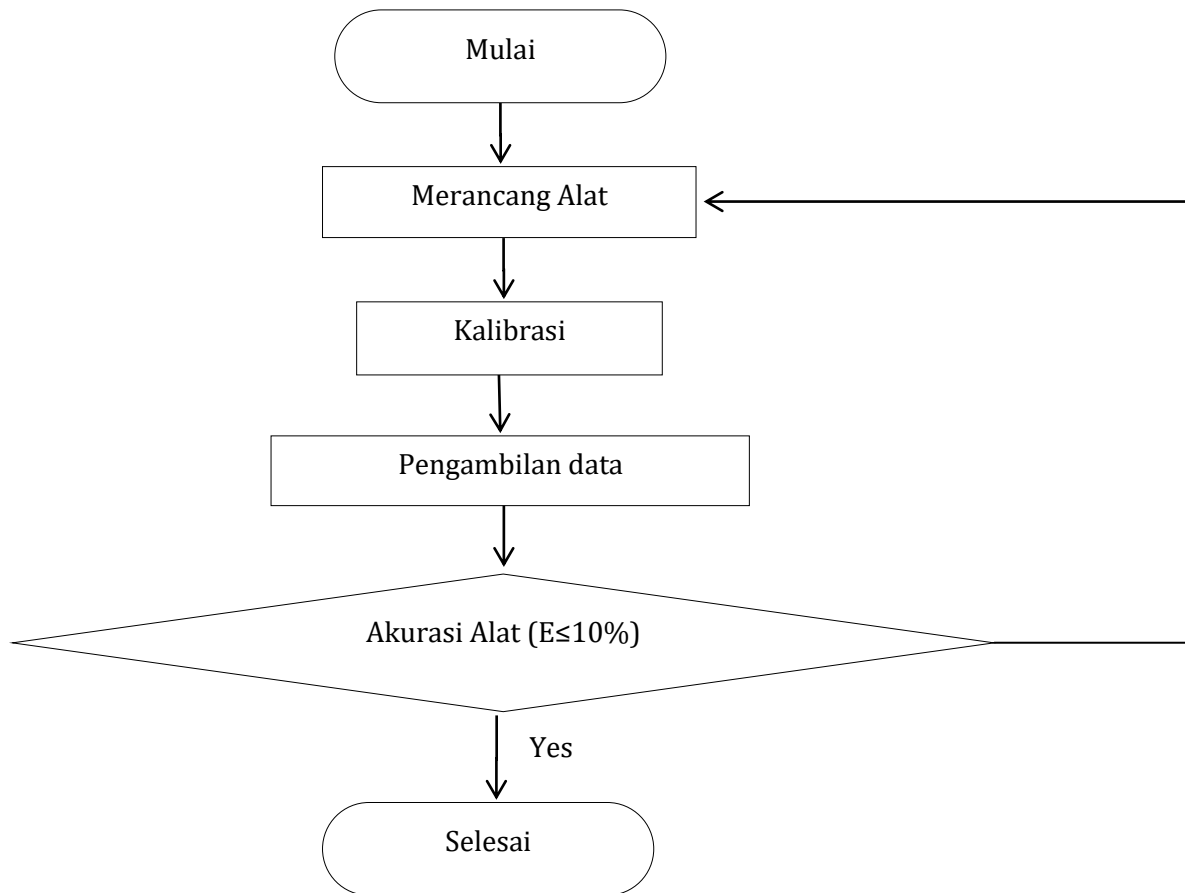 Mulai
Merancang Alat
Kalibrasi
Pengambilan data
Akurasi Alat (E≤10%)
Yes
Selesai